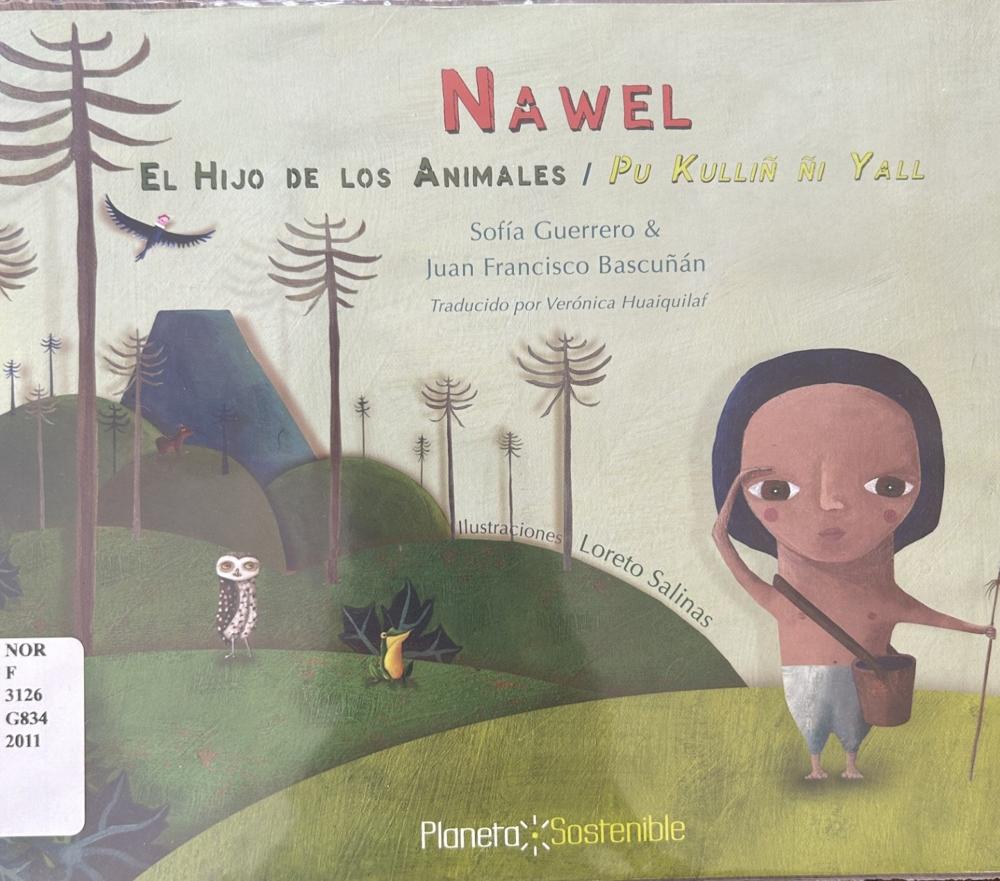 NAWEL
EL HIJO DE LOS ANIMALES / PU KULLIÑ ÑI YALL
Sofía Guerrero &
Juan Francisco Bascuñán
Traducido por Verónica Huaiquilaf
Ilustraciones Loreto Salinas
NOR
F
3126
G834
2011
Planeta Sostenible